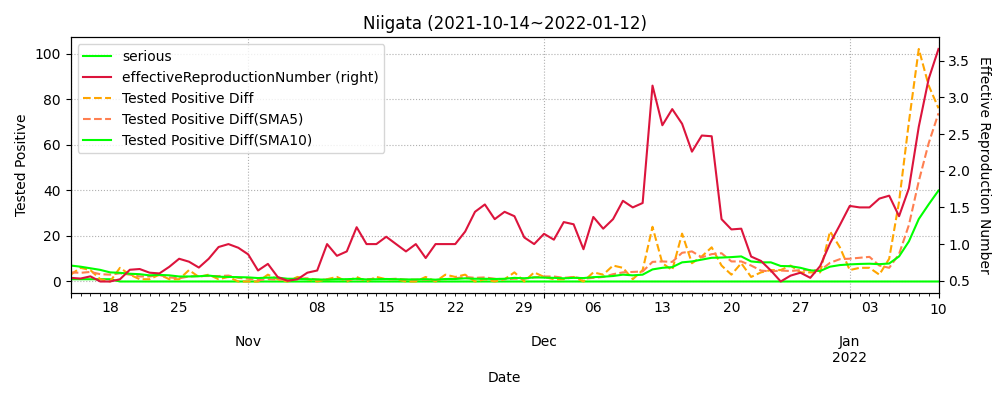 Niigata (2021-10-14~2022-01-12)
serious
effectiveReproductionNumber (right)
Tested Positive Diff
Tested Positive Diff(SMA5)
Tested Positive Diff(SMA10)
Tested Positive
100
80
60
40
20
0
Effective Reproduction Number
3.5
3.0
2.5
2.0
1.5
1.0
0.5
18 25 08 15 22 29 06 13 20 27 03 10
Nov Dec Jan
2022
Date